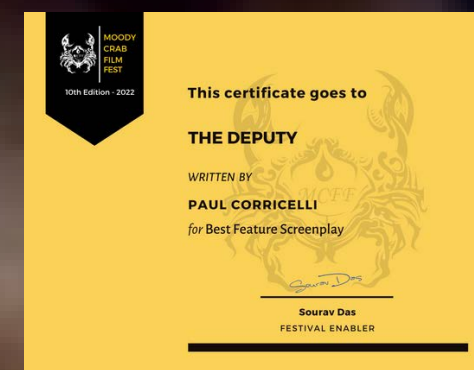 MOODY
CRAB
FILM
FEST
10th Edition - 2022
This certificate goes to
THE DEPUTY
WRITTEN BY
PAUL CORRICELLI
for Best Feature Screenplay
MCFF
Sourav Das
Sourav Das
FESTIVAL ENABLER